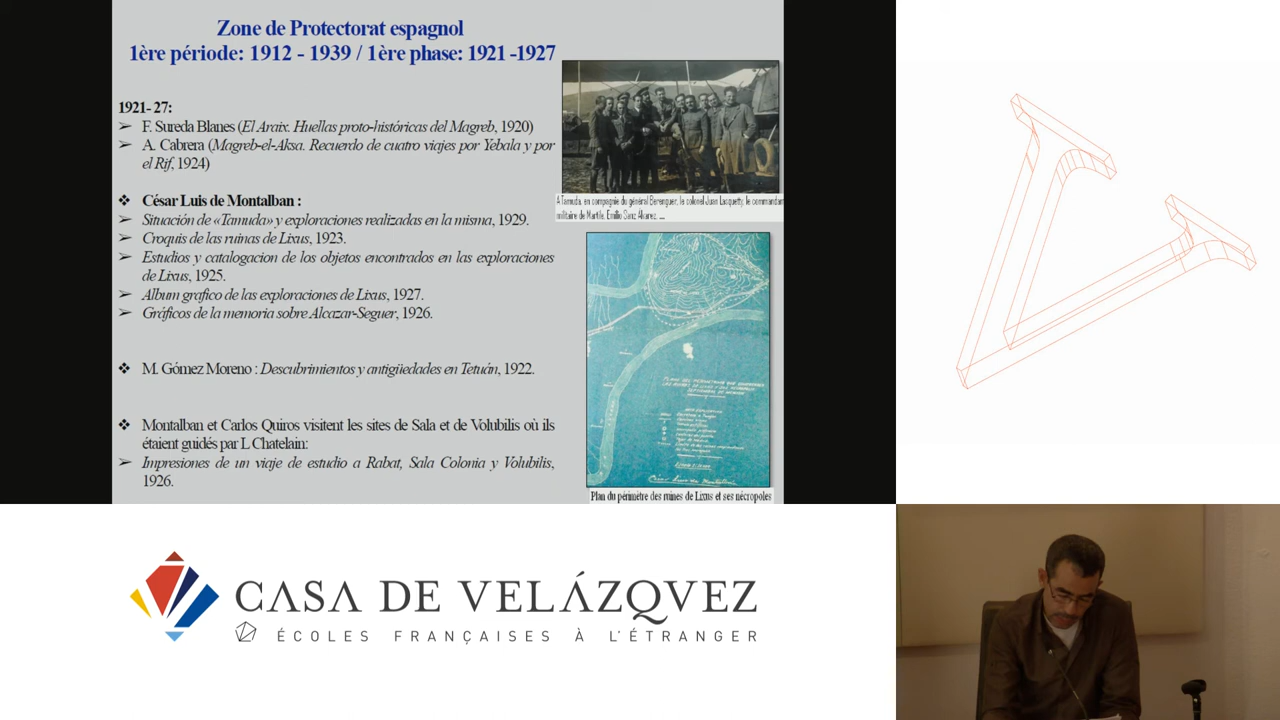 Zone de Protectorat espagnol
1ère période: 1912 - 1939 / 1ère phase: 1921 -1927
1921- 27:
➢ F. Sureda Blanes (El Araix. Huellas proto-históricas del Magreb, 1920)
➢ A. Cabrera (Magreb-el-Aksa. Recuerdo de cuatro viajes por Yebala y por
el Rif, 1924)
❖ César Luis de Montalban :
➢ Situación de «Tamuda» y exploraciones realizadas en la misma, 1929.
➢ Croquis de las ruinas de Lixus, 1923.
➢ Estudios y catalogacion de los objetos encontrados en las exploraciones
de Lixus, 1925.
➢ Album grafico de las exploraciones de Lixus, 1927.
➢ Gráficos de la memoria sobre Alcazar-Seguer, 1926.
❖ M. Gómez Moreno : Descubrimientos y antigüedades en Tetuán, 1922.
❖ Montalban et Carlos Quiros visitent les sites de Sala et de Volubilis où ils
étaient guidés par L Chatelain:
➢ Impresiones de un viaje de estudio a Rabat, Sala Colonia y Volubilis,
1926.
A Tamuda, en compagnie du général Berenguer, le colonel Juan Lasquetty, le commandan
militaire de Martile, Emilio Sanz Alvarez. ...
Plan du périmètre des ruines de Lixus et ses nécropoles
CASA DE VELÁZQVEZ
ÉCOLES FRANÇAISES À L'ÉTRANGER